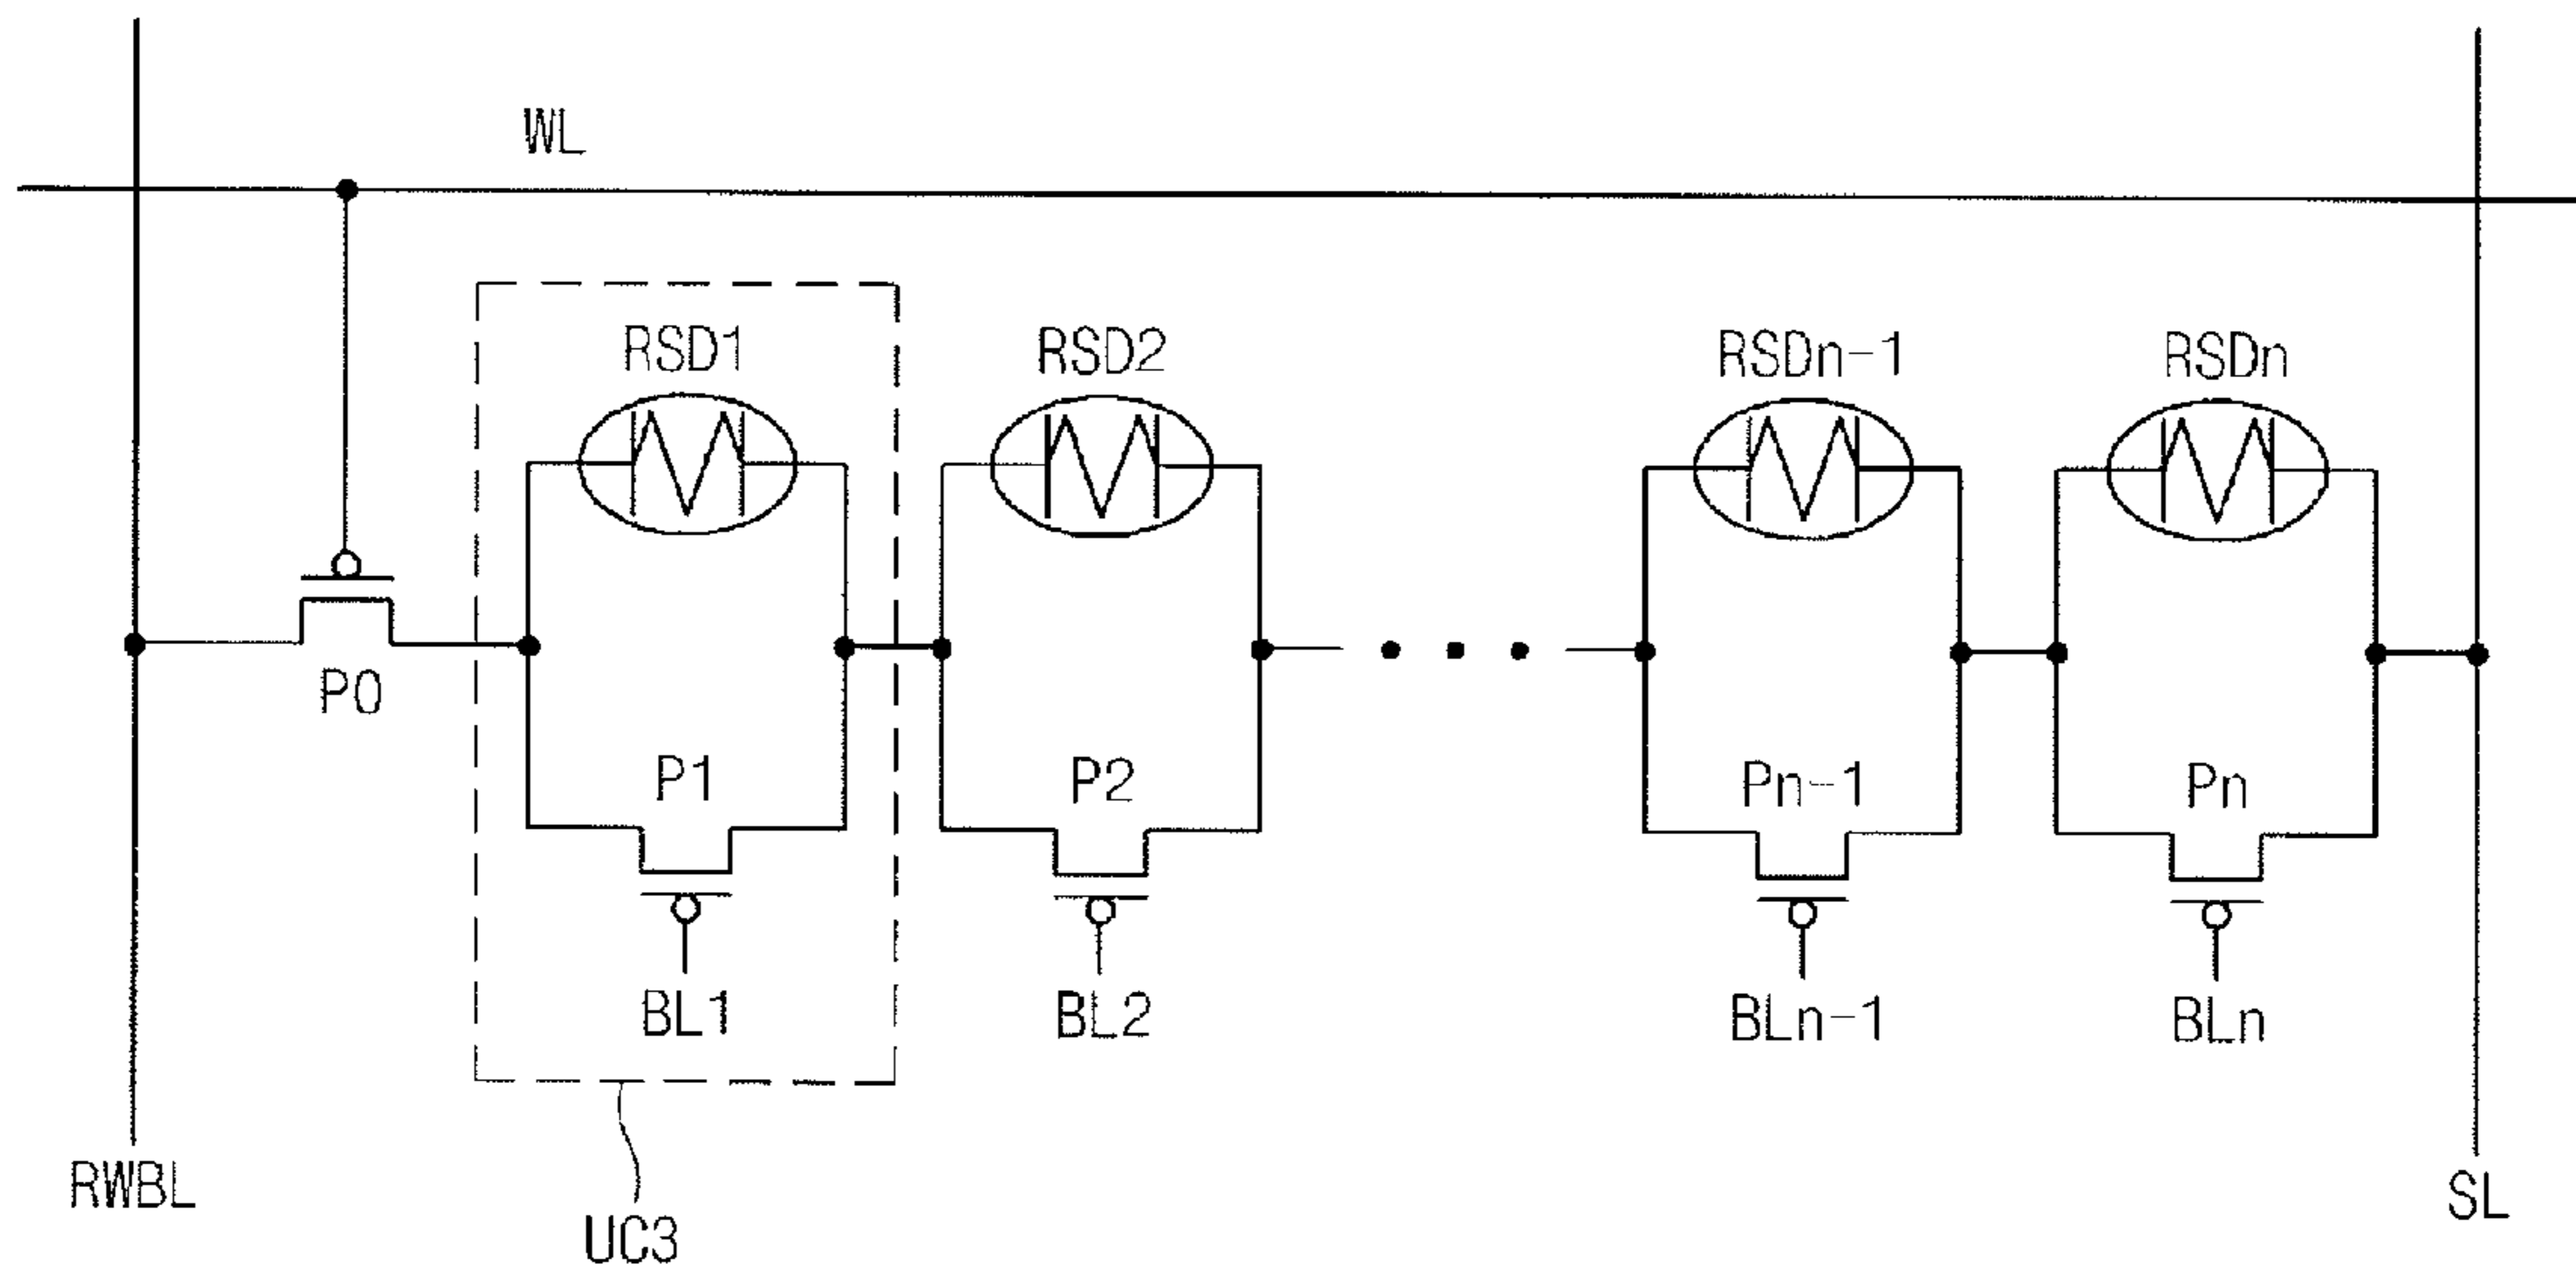 WL
RSD1
RSD2
RSDn-1
RSDn
P0
P1
P2
Pn-1
Pn
BL1
BL2
BLn-1
BLn
RWBL
SL
UC3